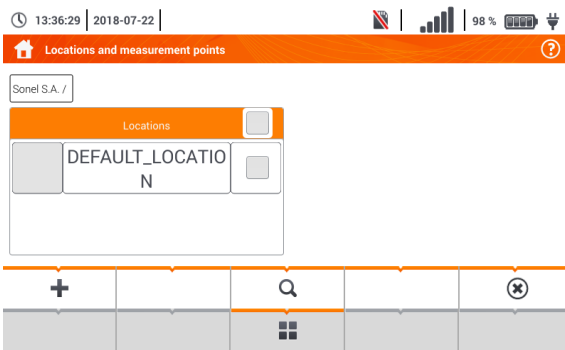 13:36:29 2018-07-22 98 %
Locations and measurement points ?
Sonel S.A. /
Locations
DEFAULT_LOCATIO
N